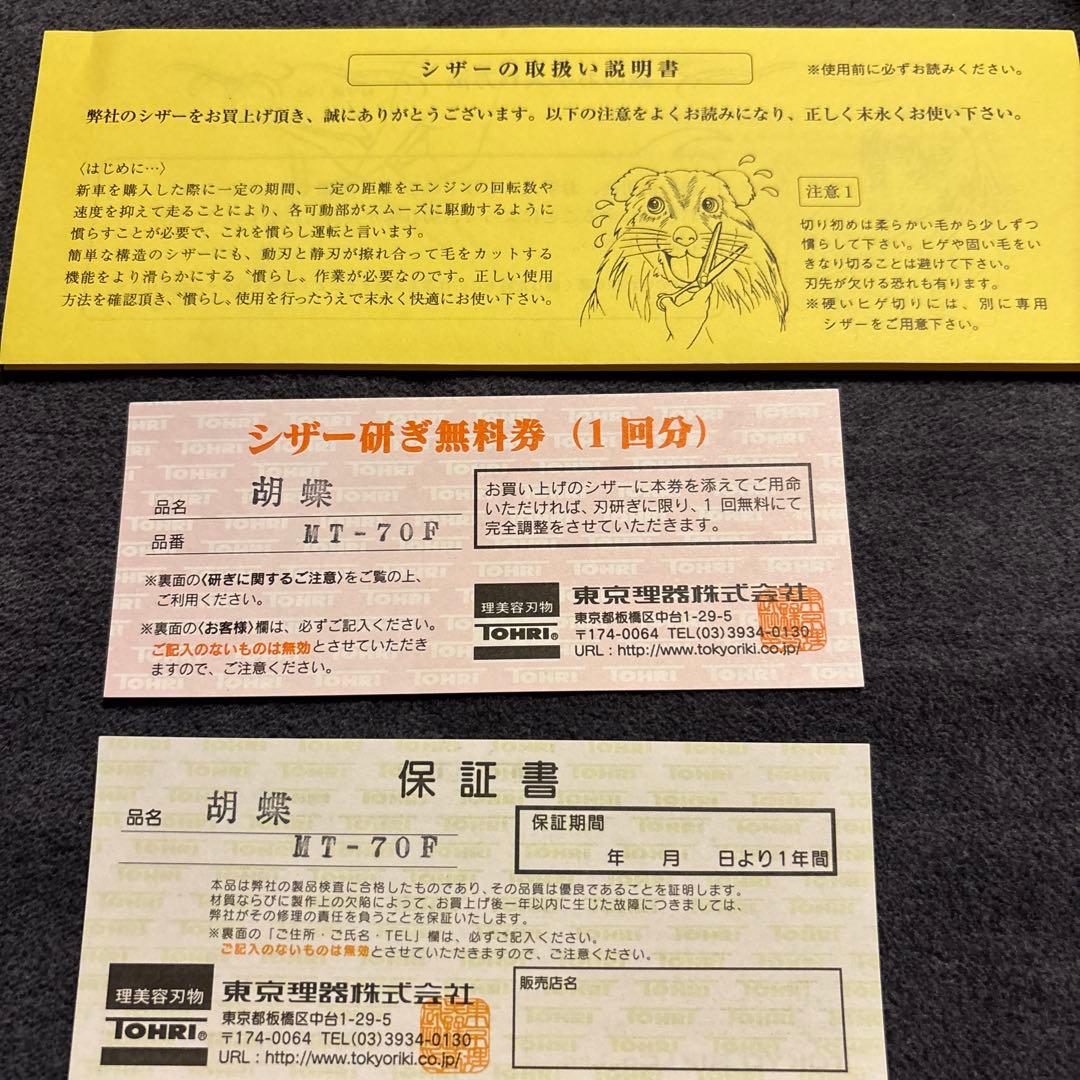 シザーの取扱い説明書
※使用前に必ずお読みください。
弊社のシザーをお買上げ頂き、誠にありがとうございます。以下の注意をよくお読みになり、正しく末永くお使い下さい。
〈はじめに…〉
新車を購入した際に一定の期間、一定の距離をエンジンの回転数や
速度を抑えて走ることにより、各可動部がスムーズに駆動するように
慣らすことが必要で、これを慣らし運転と言います。
簡単な構造のシザーにも、動刃と静刃が擦れ合って毛をカットする
機能をより滑らかにする〝慣らし〟作業が必要なのです。正しい使用
方法を確認頂き、〝慣らし〟使用を行ったうえで末永く快適にお使い下さい。
注意1
切り初めは柔らかい毛から少しずつ
慣らして下さい。ヒゲや固い毛をい
きなり切ることは避けて下さい。
刃先が欠ける恐れも有ります。
※硬いヒゲ切りには、別に専用
シザーをご用意下さい。
シザー研ぎ無料券（1回分）
品名 胡蝶
品番 MT-70F
お買い上げのシザーに本券を添えてご用命
いただければ、刃研ぎに限り、1回無料にて
完全調整をさせていただきます。
※裏面の〈研ぎに関するご注意〉をご覧の上、
ご利用ください。
※裏面の〈お客様〉欄は、必ずご記入ください。
ご記入のないものは無効とさせていただき
ますので、ご注意ください。
理美容刃物
TOHRI®
東京理器株式会社
東京都板橋区中台1-29-5
〒174-0064 TEL(03)3934-0130
URL：http://www.tokyoriki.co.jp/
保証書
品名 胡蝶
MT-70F
保証期間
年 月 日より1年間
本品は弊社の製品検査に合格したものであり、その品質は優良であることを証明します。
材質ならびに製作上の欠陥によって、お買上げ後一年以内に生じた故障につきましては、
弊社がその修理の責任を負うことを保証いたします。
※裏面の「ご住所・ご氏名・TEL」欄は、必ずご記入ください。
ご記入のないものは無効とさせていただきますので、ご注意ください。
理美容刃物
TOHRI®
東京理器株式会社
東京都板橋区中台1-29-5
〒174-0064 TEL(03)3934-0130
URL：http://www.tokyoriki.co.jp/
販売店名